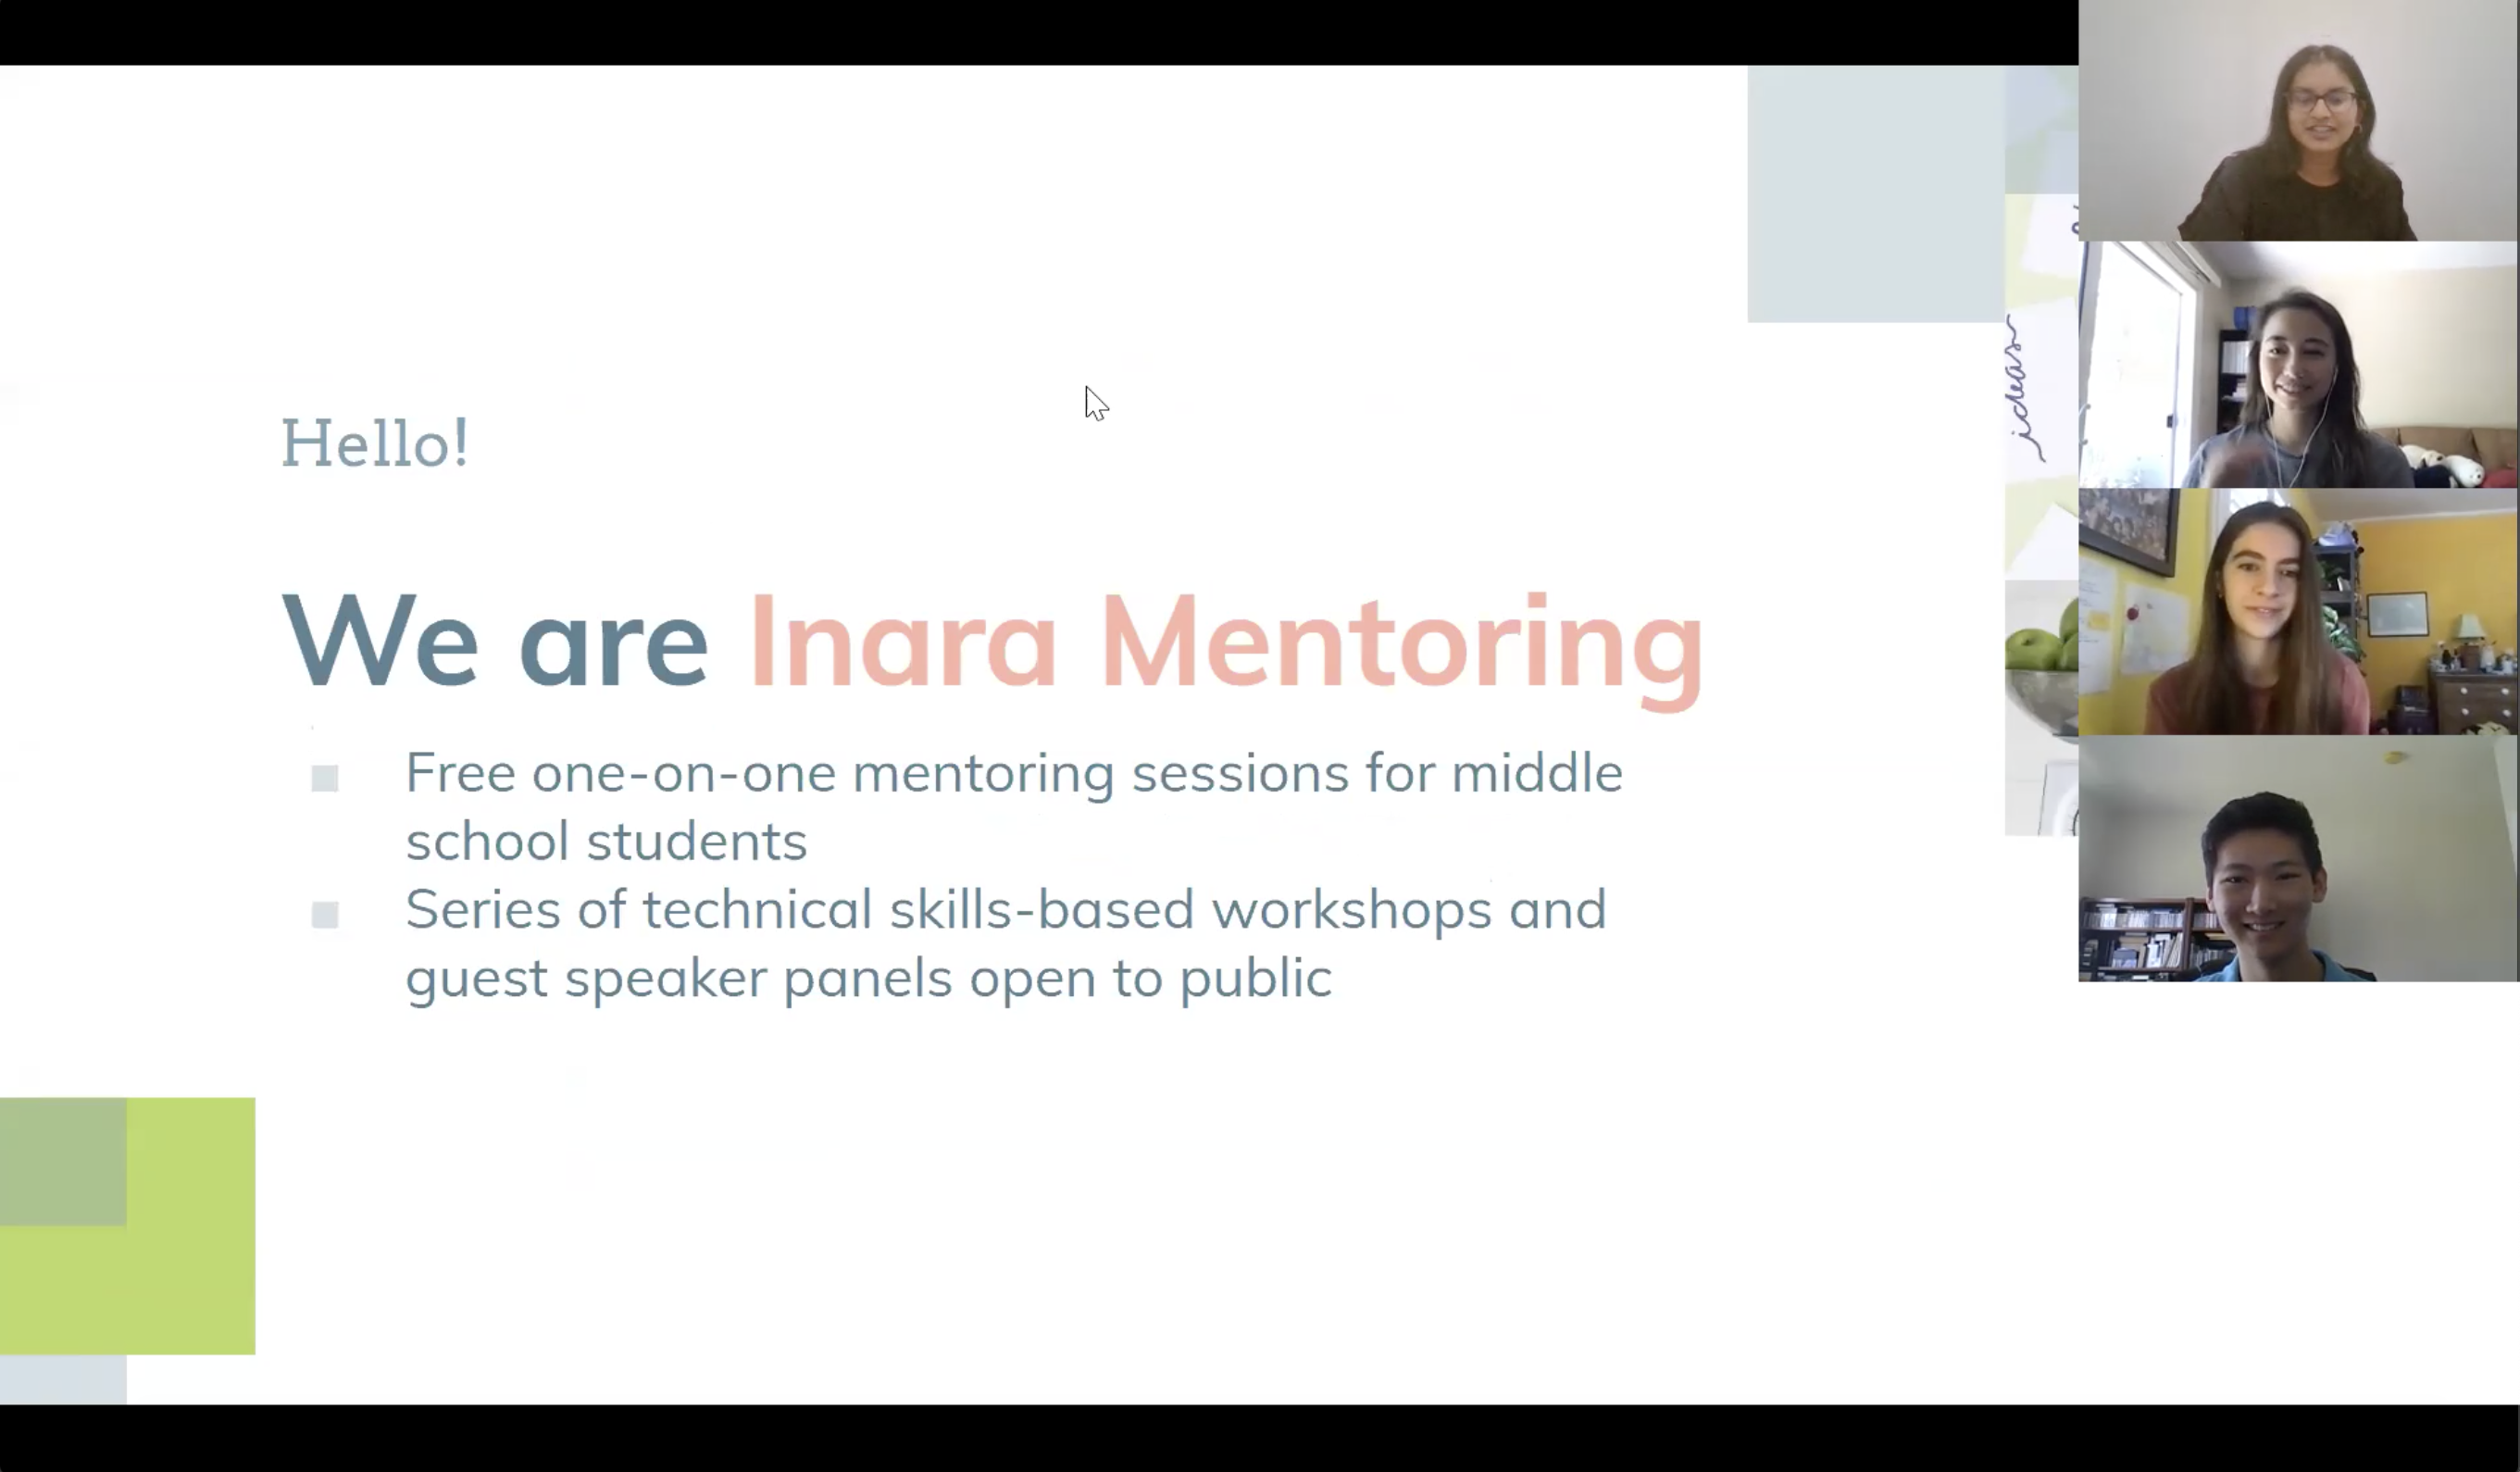 Hello!
We are Inara Mentoring
Free one-on-one mentoring sessions for middle
school students
Series of technical skills-based workshops and
guest speaker panels open to public
ideas